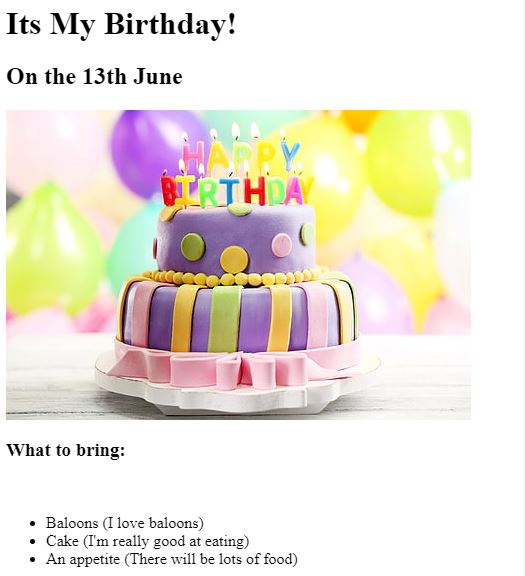 Its My Birthday!
On the 13th June
HAPPY
BIRTHDAY
What to bring:
Baloons (I love baloons)
Cake (I'm really good at eating)
An appetite (There will be lots of food)